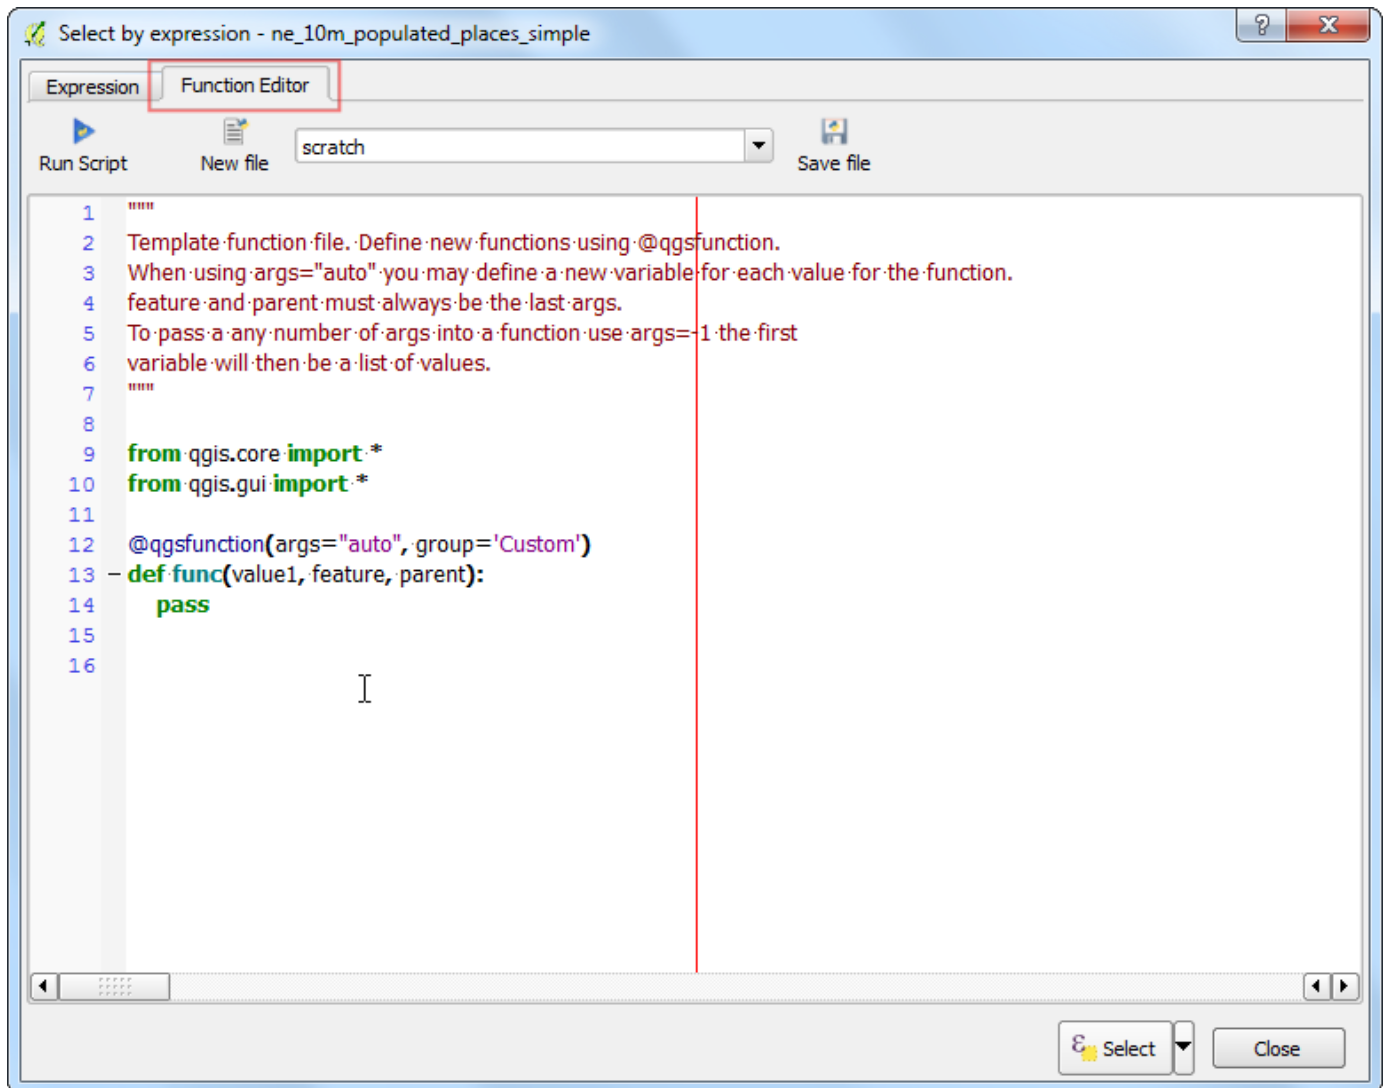 Select by expression - ne_10m_populated_places_simple
Expression
Function Editor
Run Script
New file
scratch
Save file
1 """
2 Template function file. Define new functions using @qgsfunction.
3 When using args="auto" you may define a new variable for each value for the function.
4 feature and parent must always be the last args.
5 To pass a any number of args into a function use args=-1 the first
6 variable will then be a list of values.
7 """
8
9 from qgis.core import *
10 from qgis.gui import *
11
12 @qgsfunction(args="auto", group='Custom')
13 def func(value1, feature, parent):
14     pass
15
16
Select
Close